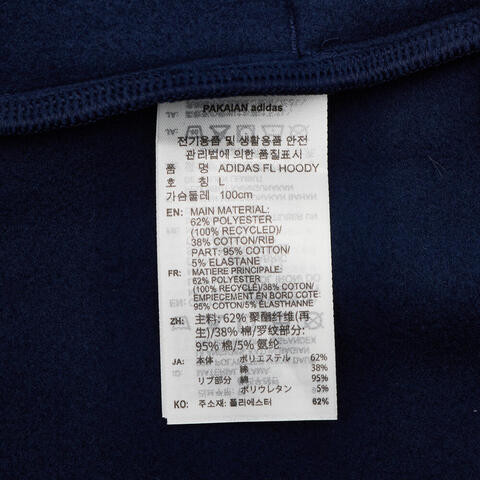 PAKAIAN adidas
전기용품 및 생활용품 안전
관리법에 의한 품질표시
품 명 ADIDAS FL HOODY
호 칭 L
가슴둘레 100cm
EN: MAIN MATERIAL:
62% POLYESTER
(100% RECYCLED)/
38% COTTON/RIB
PART: 95% COTTON/
5% ELASTANE
FR: MATIERE PRINCIPALE:
62% POLYESTER
(100% RECYCLE)/38% COTON/
EMPIECEMENT EN BORD COTE:
95% COTON/5% ELASTHANNE
ZH: 主料: 62% 聚酯纤维(再
生)/38% 棉/罗纹部分:
95% 棉/5% 氨纶
JA: 本体 ポリエステル 62%
綿 38%
リブ部分 綿 95%
ポリウレタン 5%
KO: 주소재: 폴리에스터 62%